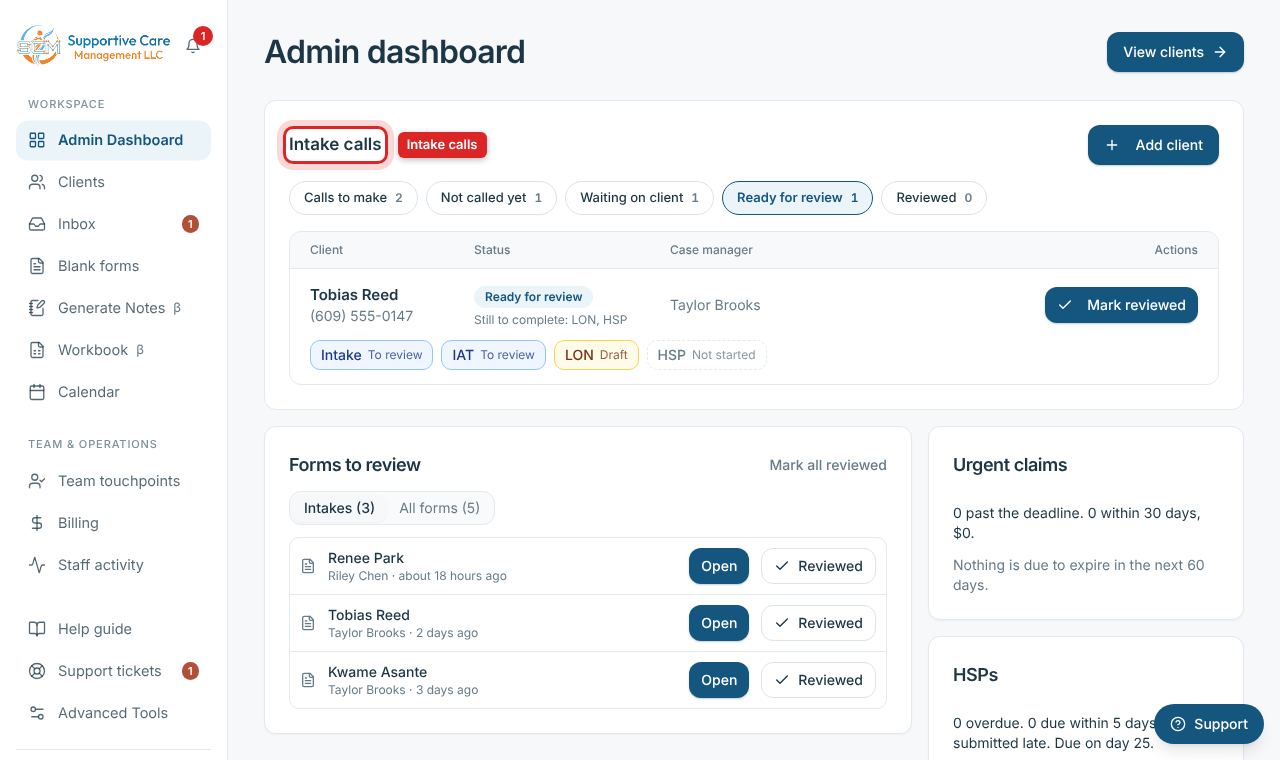 SCM
Supportive Care
Management LLC
1
WORKSPACE
Admin Dashboard
Clients
Inbox 1
Blank forms
Generate Notes β
Workbook β
Calendar
TEAM & OPERATIONS
Team touchpoints
Billing
Staff activity
Help guide
Support tickets 1
Advanced Tools
Admin dashboard
View clients
Intake calls
Intake calls
Add client
Calls to make 2
Not called yet 1
Waiting on client 1
Ready for review 1
Reviewed 0
Client Status Case manager Actions
Tobias Reed
(609) 555-0147
Ready for review
Still to complete: LON, HSP
Taylor Brooks
Mark reviewed
Intake To review
IAT To review
LON Draft
HSP Not started
Forms to review
Mark all reviewed
Intakes (3)
All forms (5)
Renee Park
Riley Chen · about 18 hours ago
Open
Reviewed
Tobias Reed
Taylor Brooks · 2 days ago
Open
Reviewed
Kwame Asante
Taylor Brooks · 3 days ago
Open
Reviewed
Urgent claims
0 past the deadline. 0 within 30 days,
$0.
Nothing is due to expire in the next 60
days.
HSPs
0 overdue. 0 due within 5 days
submitted late. Due on day 25.
Support